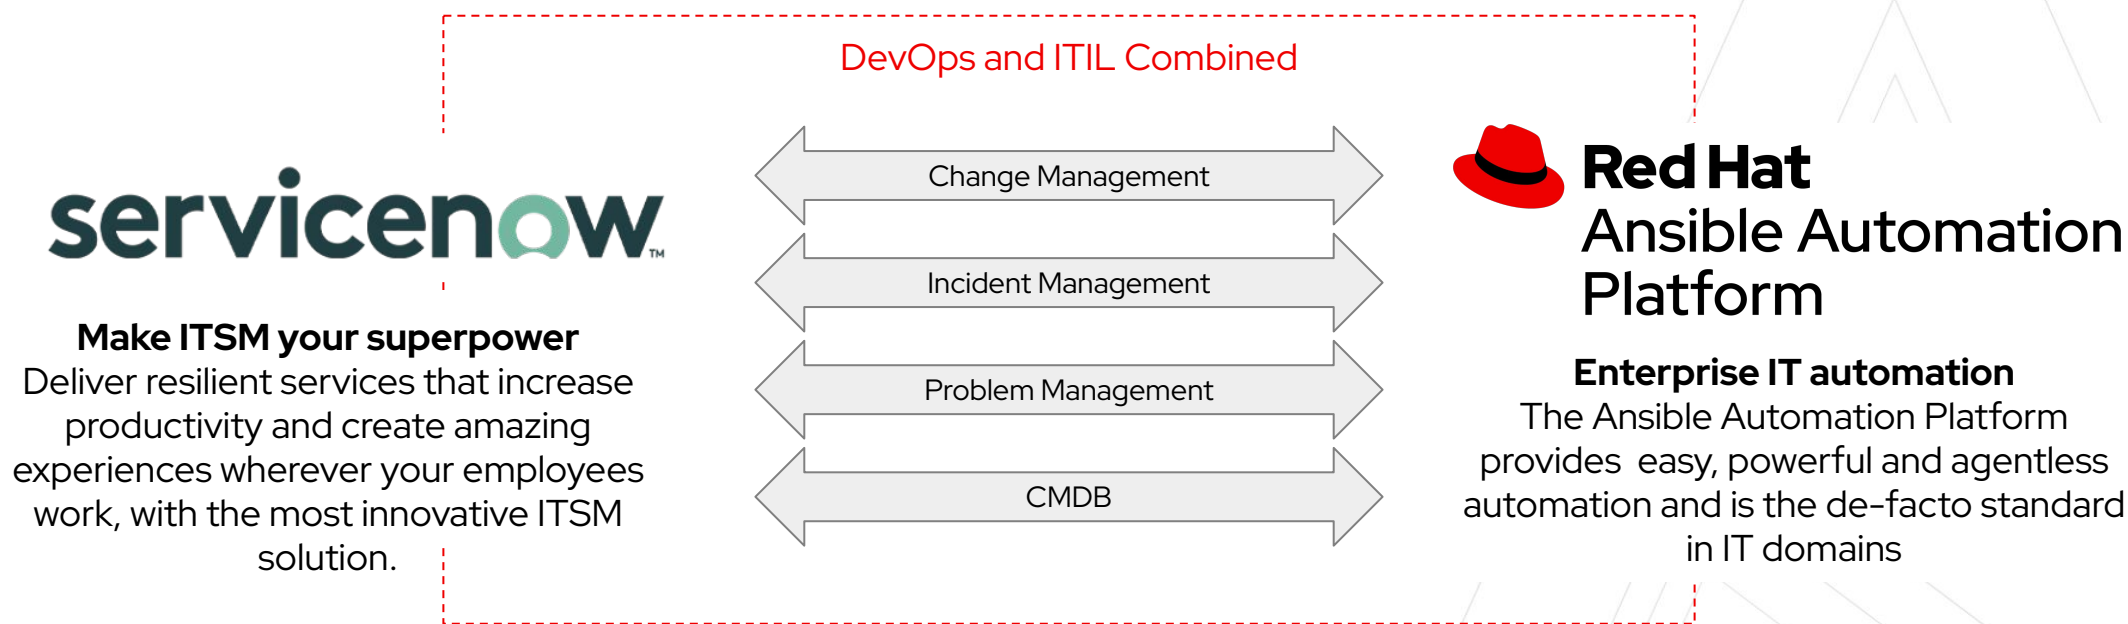 DevOps and ITIL Combined
servicenow™
Make ITSM your superpower
Deliver resilient services that increase
productivity and create amazing
experiences wherever your employees
work, with the most innovative ITSM
solution.
Change Management
Incident Management
Problem Management
CMDB
Red Hat
Ansible Automation
Platform
Enterprise IT automation
The Ansible Automation Platform
provides  easy, powerful and agentless
automation and is the de-facto standard
in IT domains